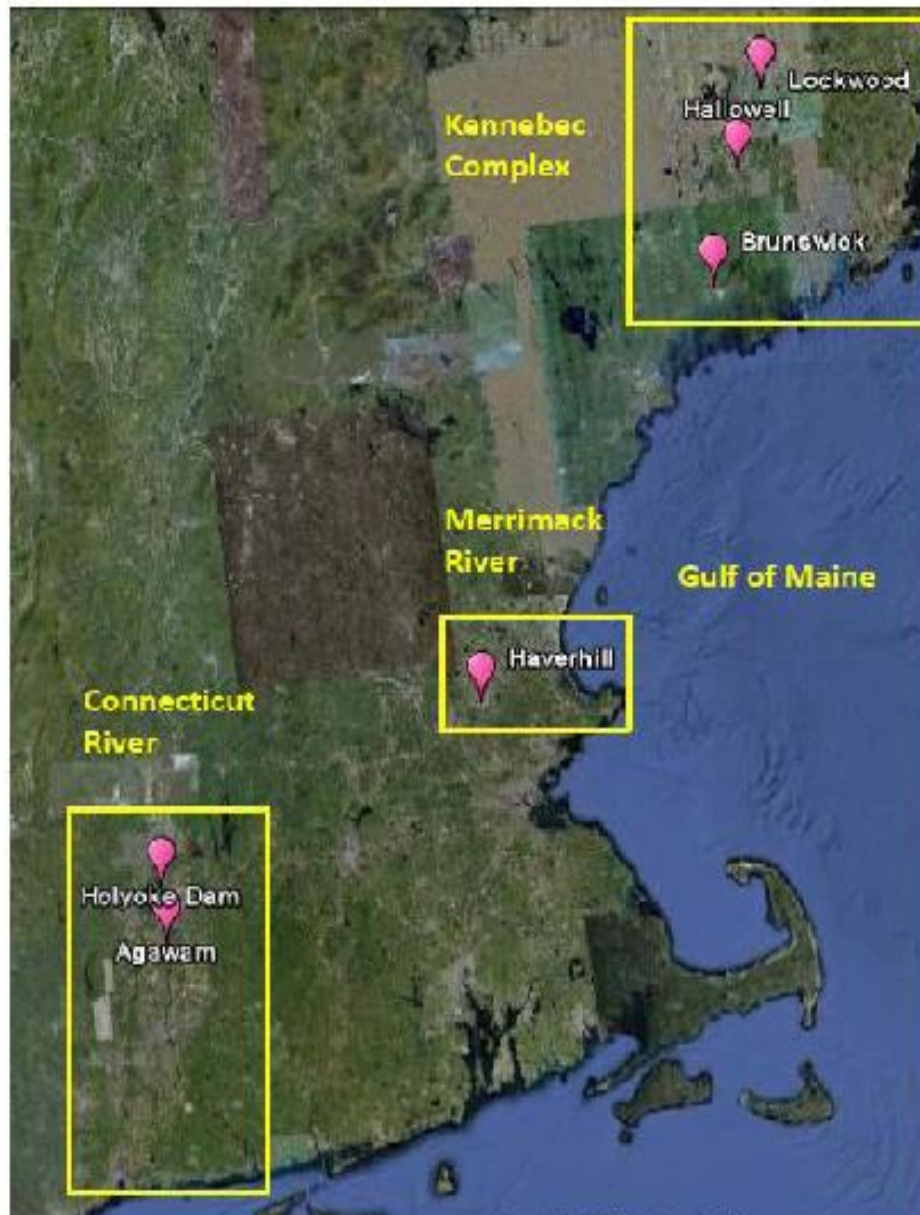 Lockwood
Hallowell
Kennebec
Complex
Brunswick
Merrimack
River
Gulf of Maine
Haverhill
Connecticut
River
Holyoke Dam
Agawam